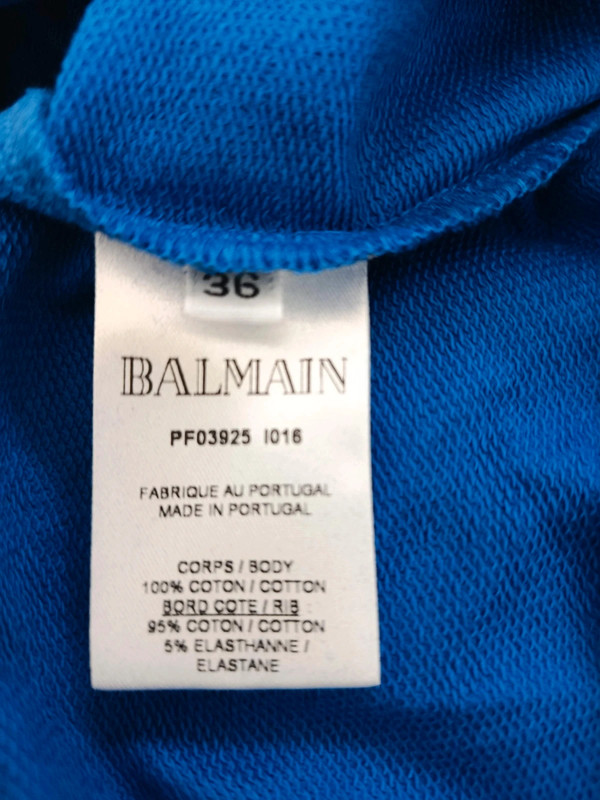 36
BALMAIN
PF03925 I016
FABRIQUE AU PORTUGAL
MADE IN PORTUGAL
CORPS / BODY
100% COTON / COTTON
BORD COTE / RIB :
95% COTON / COTTON
5% ELASTHANNE /
ELASTANE